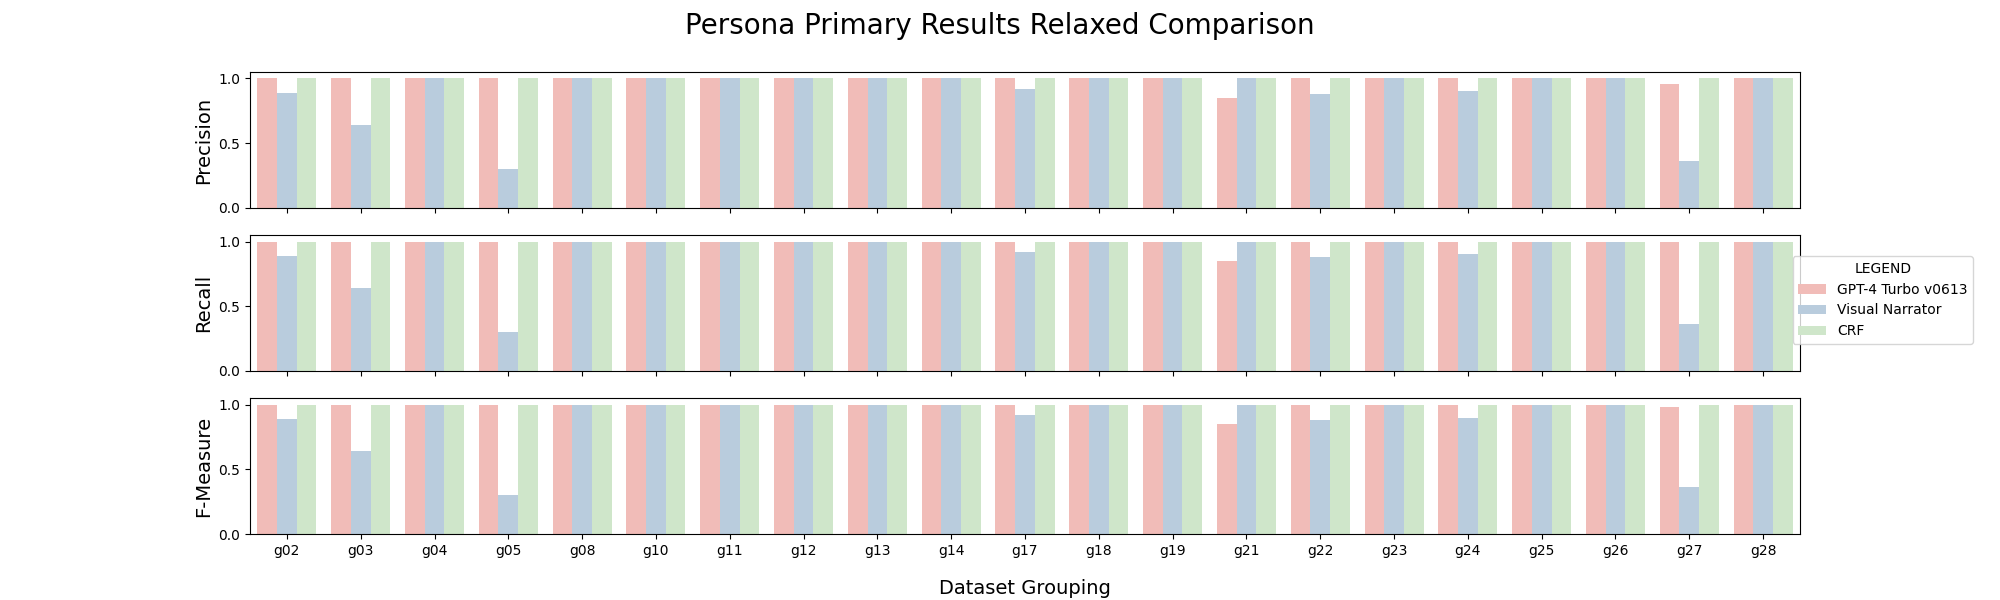 Persona Primary Results Relaxed Comparison
Precision
1.0
0.5
0.0
Recall
1.0
0.5
0.0
LEGEND
GPT-4 Turbo v0613
Visual Narrator
CRF
F-Measure
1.0
0.5
0.0
g02 g03 g04 g05 g08 g10 g11 g12 g13 g14 g17 g18 g19 g21 g22 g23 g24 g25 g26 g27 g28
Dataset Grouping